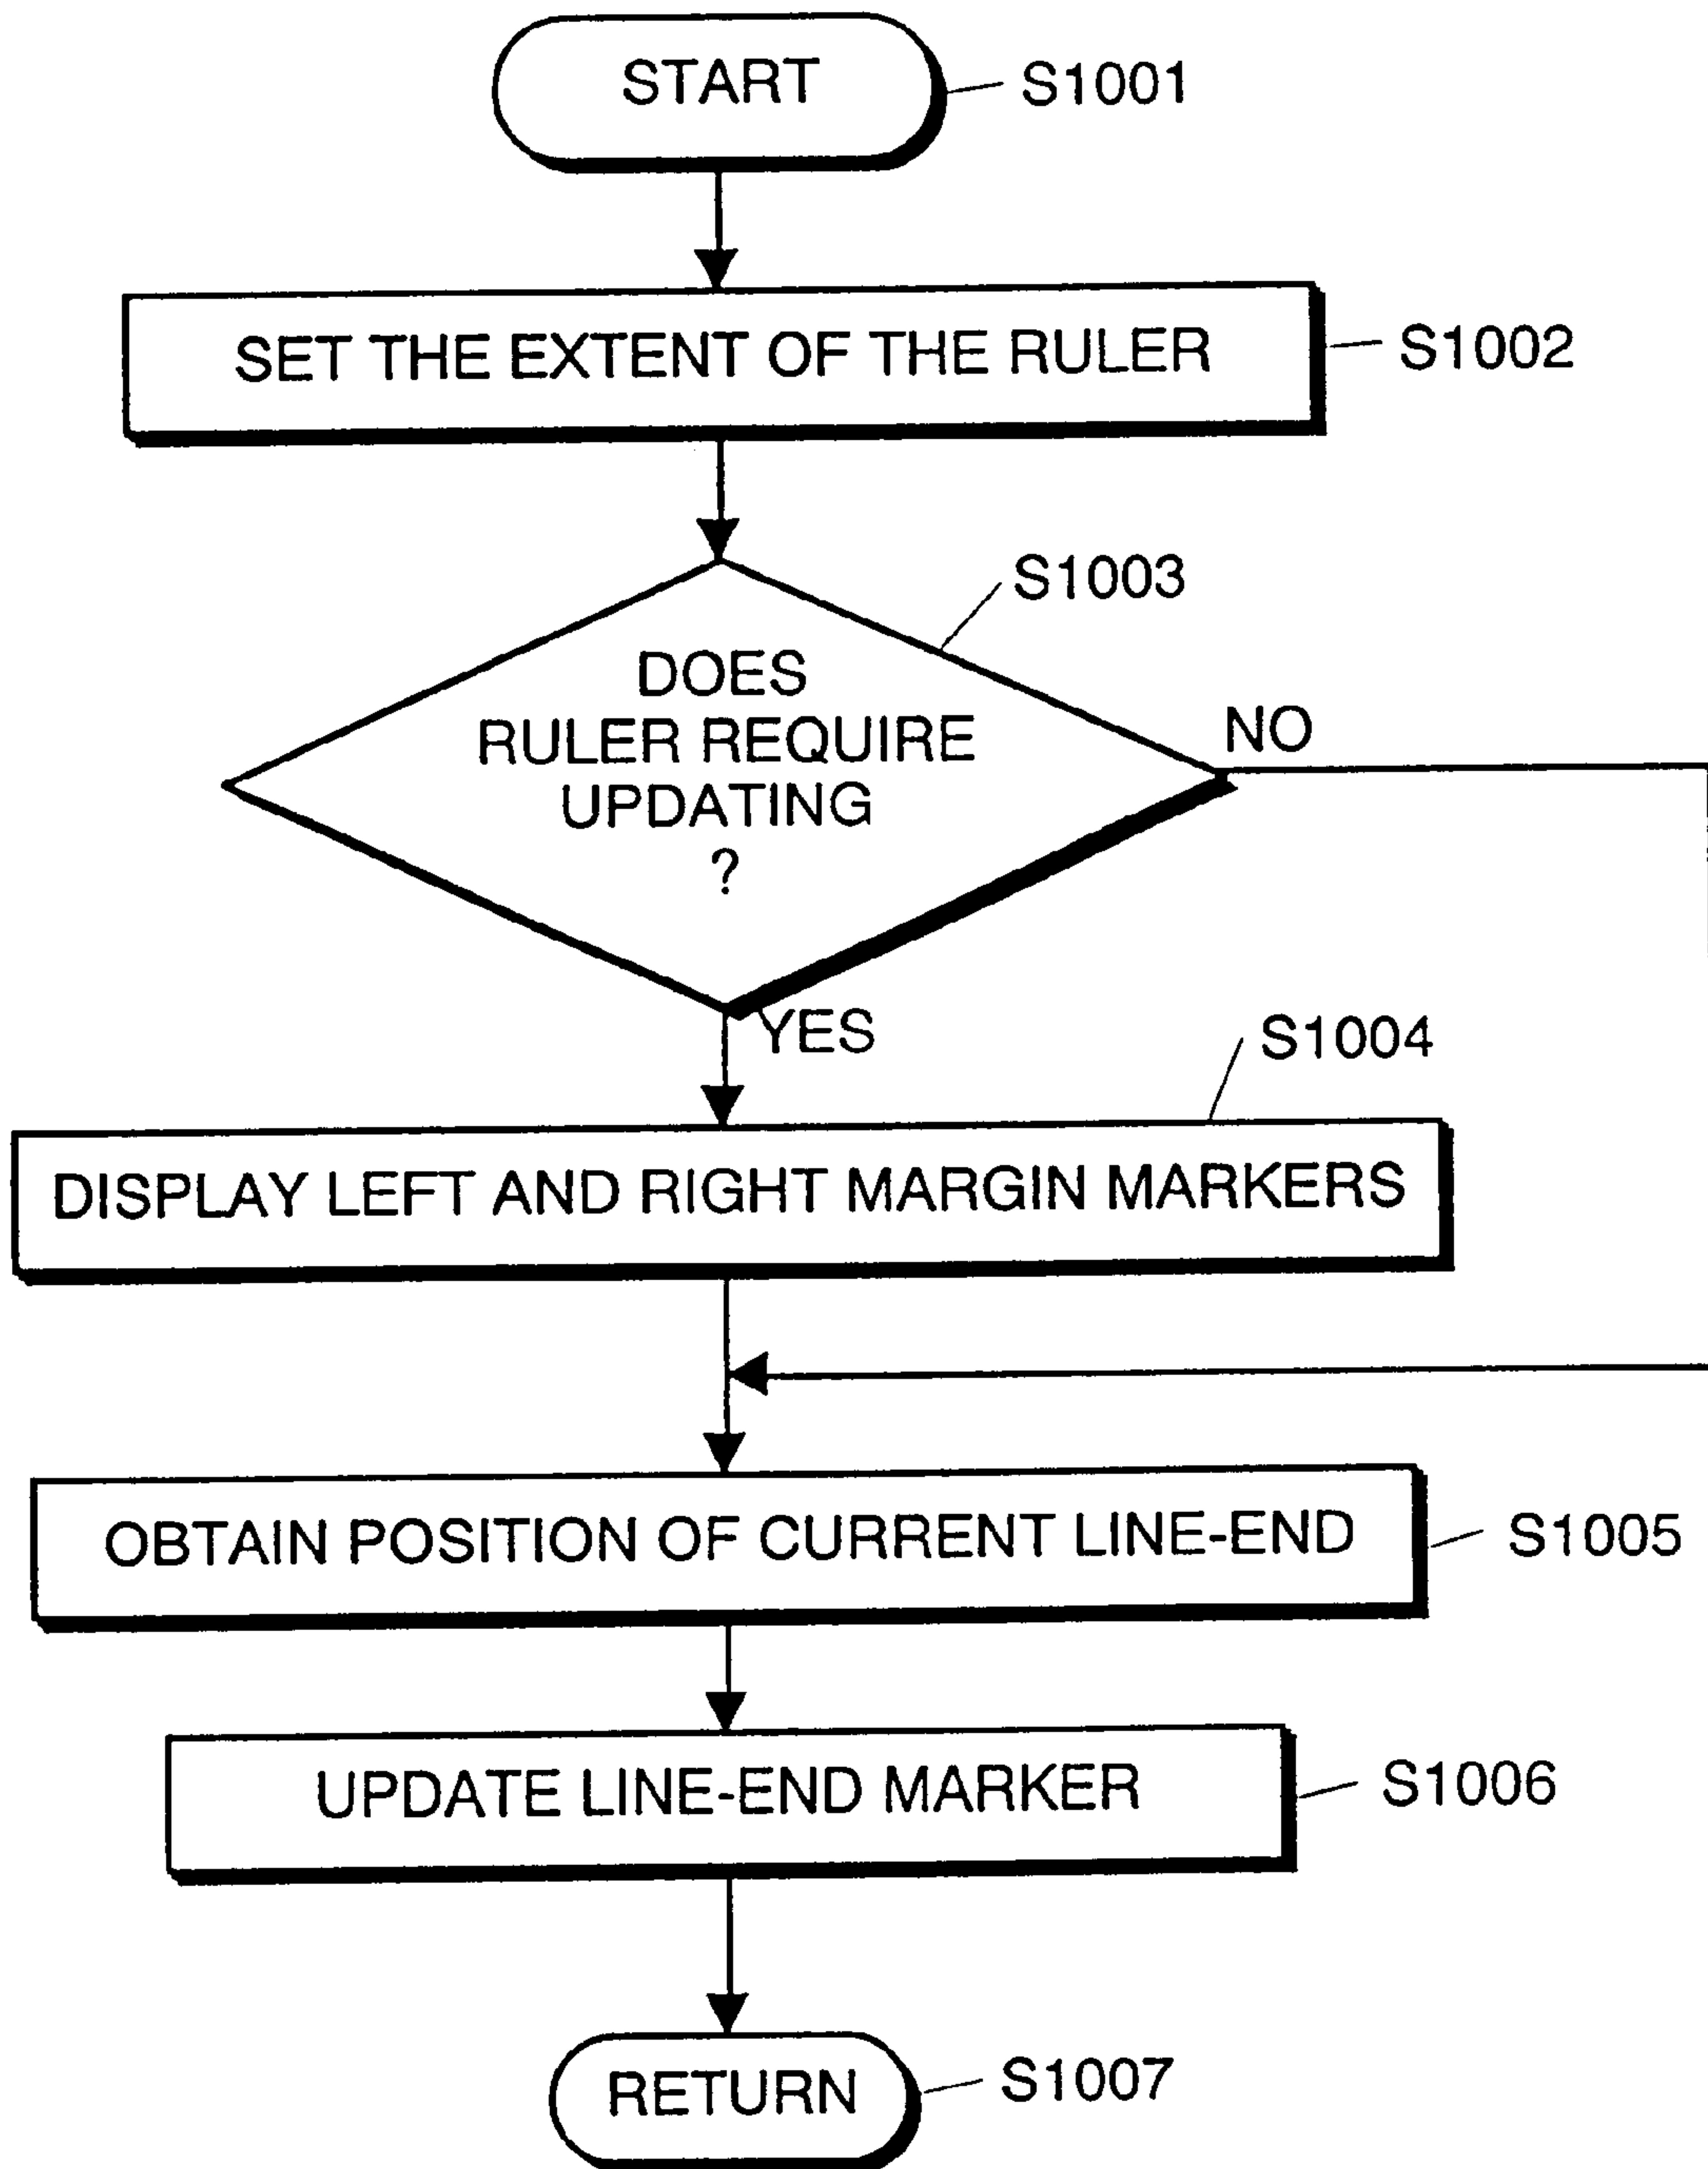 START
S1001
SET THE EXTENT OF THE RULER
S1002
S1003
DOES
RULER REQUIRE
UPDATING
?
NO
YES
S1004
DISPLAY LEFT AND RIGHT MARGIN MARKERS
OBTAIN POSITION OF CURRENT LINE-END
S1005
UPDATE LINE-END MARKER
S1006
RETURN
S1007